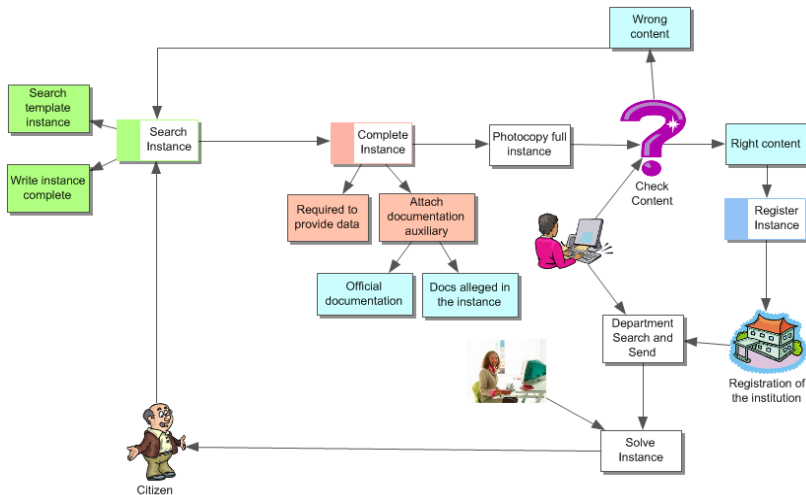 Wrong
content
Search
template
instance
Search
Instance
Write instance
complete
Complete
Instance
Photocopy full
instance
Check
Content
Right content
Required to
provide data
Attach
documentation
auxiliary
Register
Instance
Official
documentation
Docs alleged in
the instance
Department
Search and
Send
Registration of
the institution
Solve
Instance
Citizen